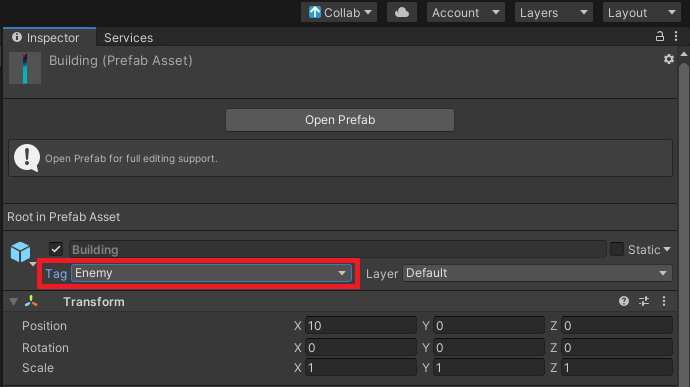 Collab Account Layers Layout
Inspector Services
Building (Prefab Asset)
Open Prefab
Open Prefab for full editing support.
Root in Prefab Asset
Building Static
Tag Enemy Layer Default
Transform
Position X 10 Y 0 Z 0
Rotation X 0 Y 0 Z 0
Scale X 1 Y 1 Z 1